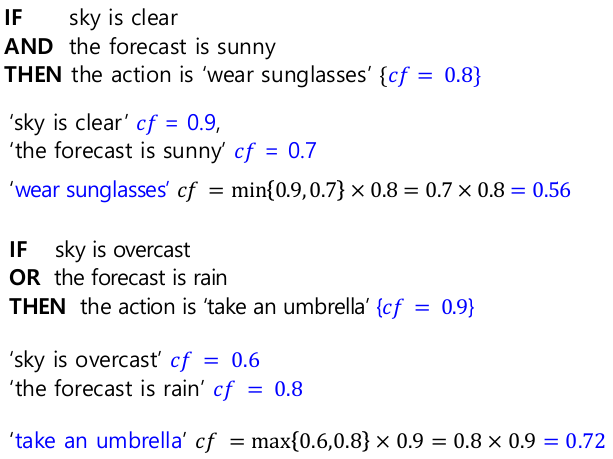 IF sky is clear
AND the forecast is sunny
THEN the action is ‘wear sunglasses’ {cf = 0.8}
‘sky is clear’ cf = 0.9,
‘the forecast is sunny’ cf = 0.7
‘wear sunglasses’ cf = min{0.9, 0.7} × 0.8 = 0.7 × 0.8 = 0.56
IF sky is overcast
OR the forecast is rain
THEN the action is ‘take an umbrella’ {cf = 0.9}
‘sky is overcast’ cf = 0.6
‘the forecast is rain’ cf = 0.8
‘take an umbrella’ cf = max{0.6,0.8} × 0.9 = 0.8 × 0.9 = 0.72